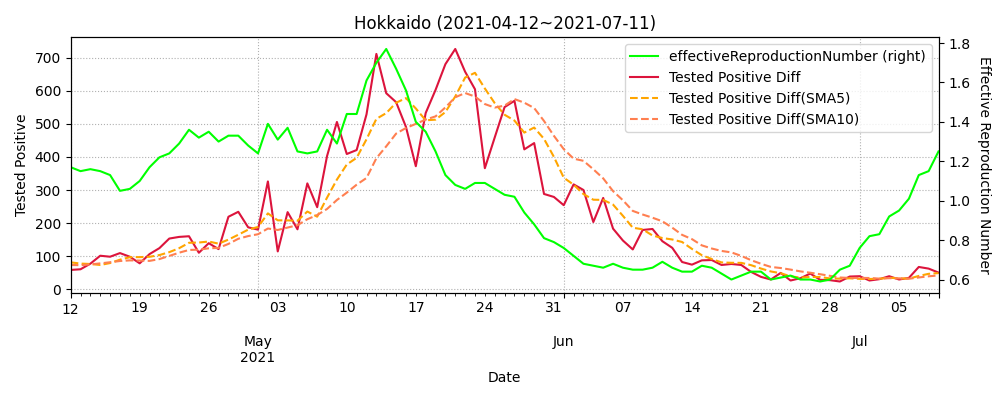 Hokkaido (2021-04-12~2021-07-11)
effectiveReproductionNumber (right)
Tested Positive Diff
Tested Positive Diff(SMA5)
Tested Positive Diff(SMA10)
Tested Positive
700
600
500
400
300
200
100
0
1.8
1.6
1.4
1.2
1.0
0.8
0.6
Effective Reproduction Number
12 19 26 03 10 17 24 31 07 14 21 28 05
May Jun Jul
2021
Date